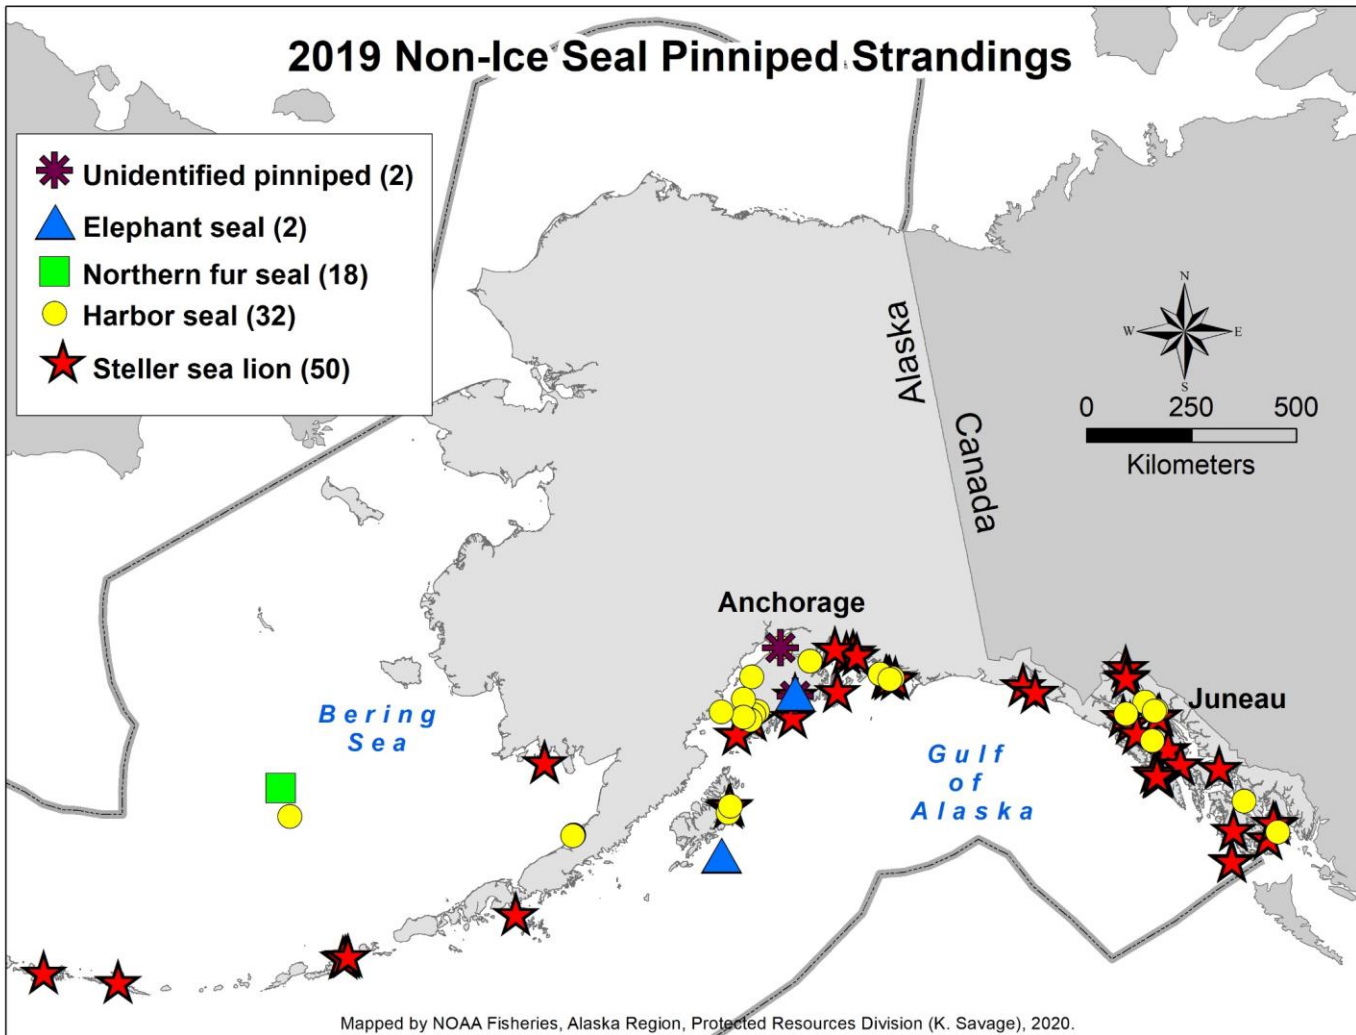 2019 Non-Ice Seal Pinniped Strandings
Unidentified pinniped (2)
Elephant seal (2)
Northern fur seal (18)
Harbor seal (32)
Steller sea lion (50)
N
W
E
S
0 250 500
Kilometers
Alaska
Canada
Anchorage
Juneau
Bering
Sea
Gulf
of
Alaska
Mapped by NOAA Fisheries, Alaska Region, Protected Resources Division (K. Savage), 2020.